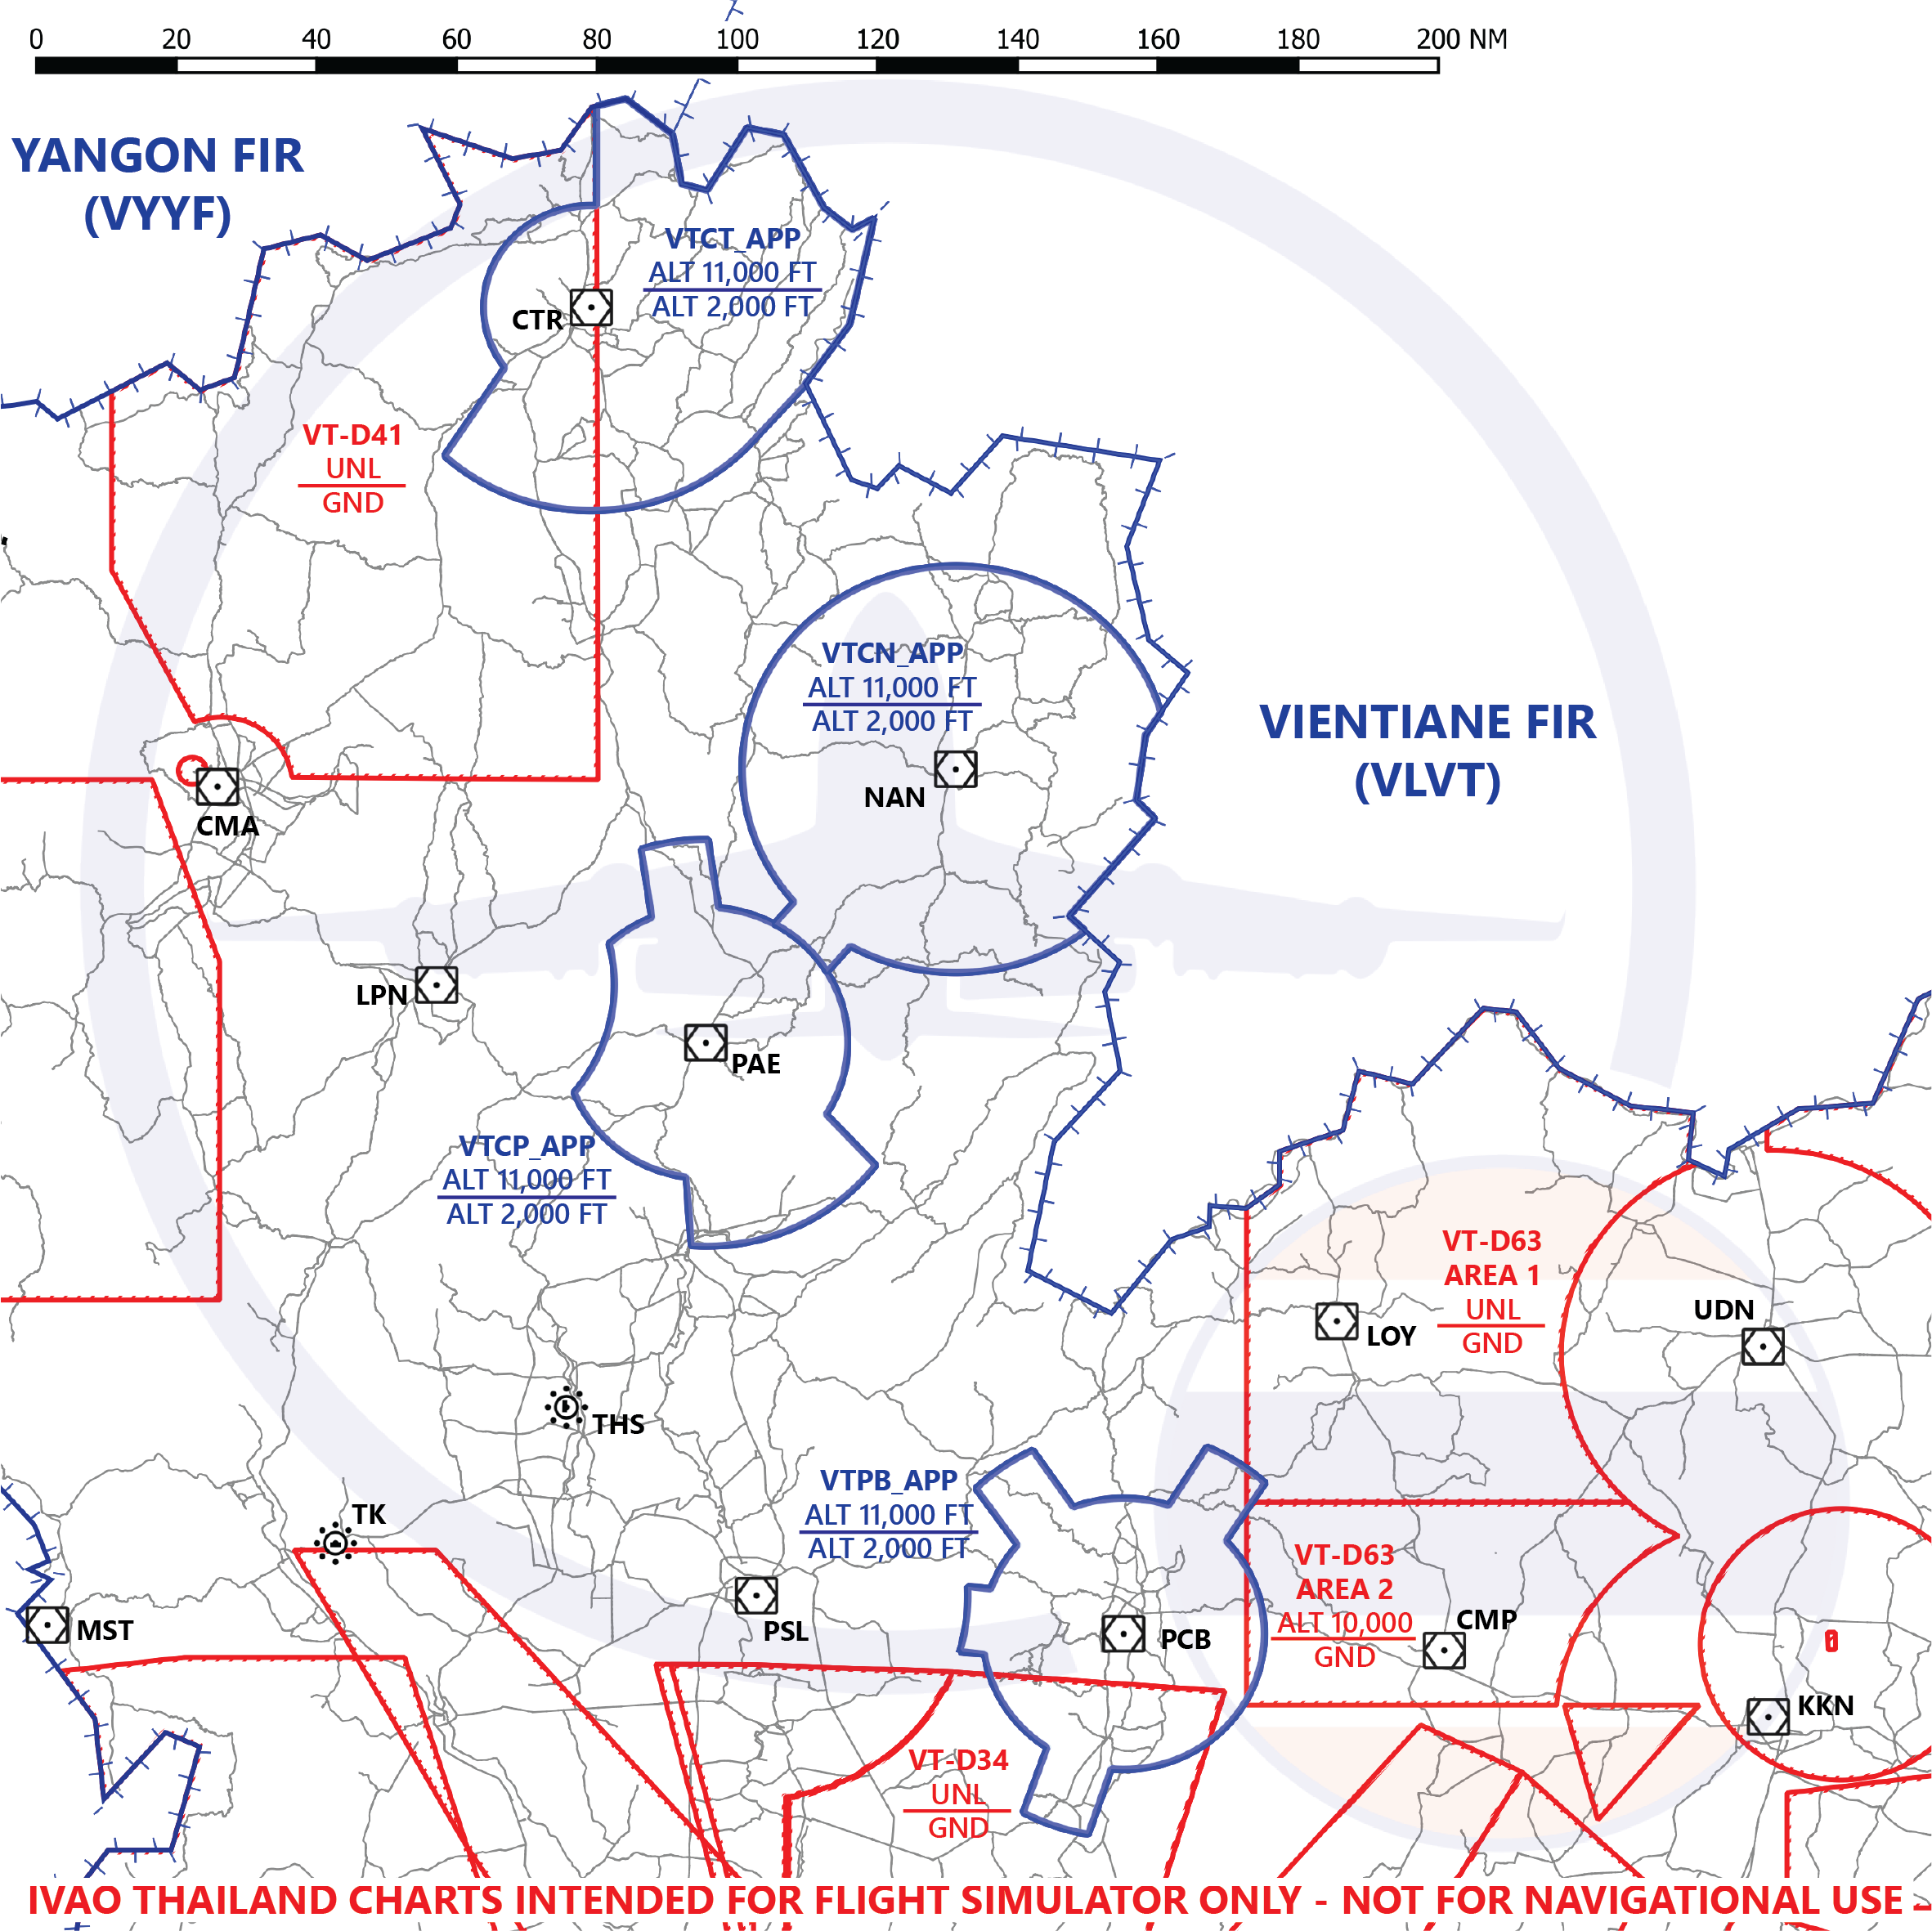 0 20 40 60 80 100 120 140 160 180 200 NM
YANGON FIR
(VYYF)
VTCT_APP
ALT 11,000 FT
ALT 2,000 FT
CTR
VT-D41
UNL
GND
VTCN_APP
ALT 11,000 FT
ALT 2,000 FT
NAN
VIENTIANE FIR
(VLVT)
CMA
LPN
PAE
VTCP_APP
ALT 11,000 FT
ALT 2,000 FT
VT-D63
AREA 1
UNL
GND
UDN
LOY
THS
TK
VTPB_APP
ALT 11,000 FT
ALT 2,000 FT
VT-D63
AREA 2
ALT 10,000
GND
CMP
MST
PSL
PCB
KKN
VT-D34
UNL
GND
IVAO THAILAND CHARTS INTENDED FOR FLIGHT SIMULATOR ONLY - NOT FOR NAVIGATIONAL USE -